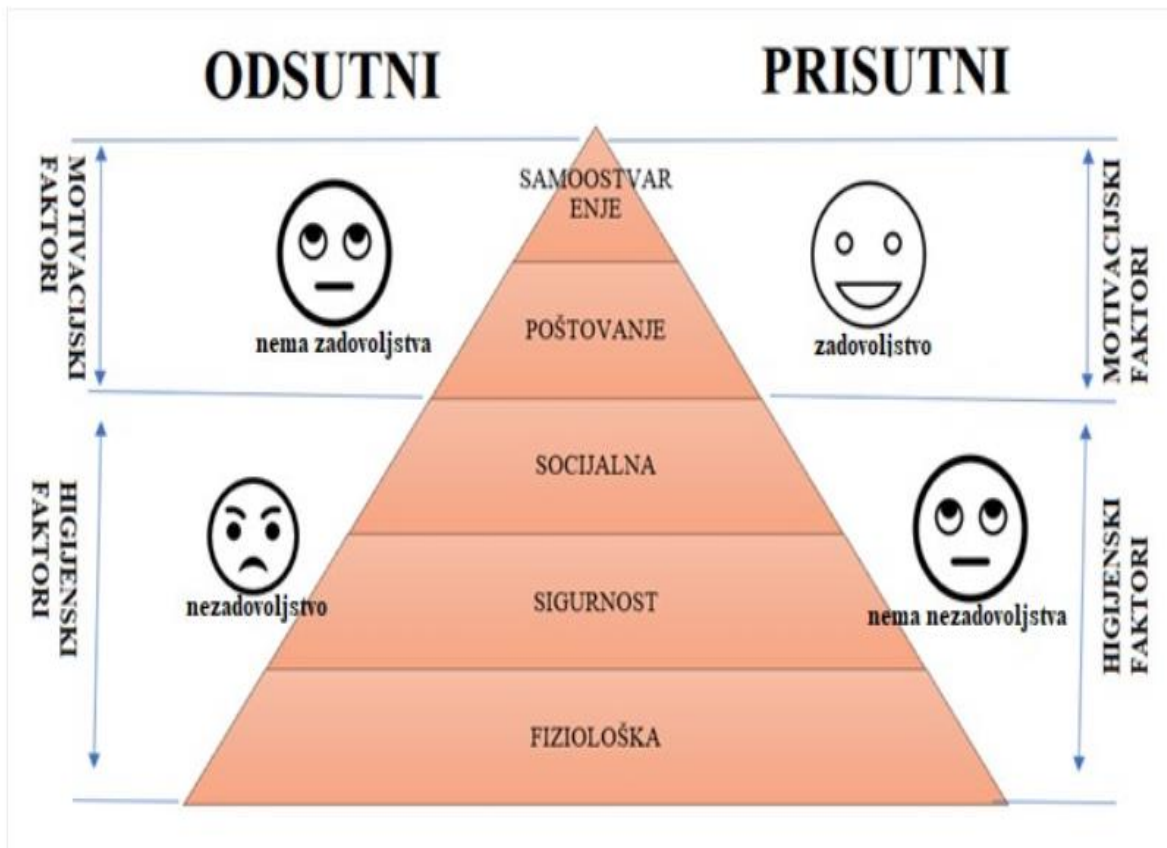 ODSUTNI
PRISUTNI
MOTIVACIJSKI
FAKTORI
nema zadovoljstva
SAMOOSTVAR
ENJE
POŠTOVANJE
zadovoljstvo
MOTIVACIJSKI
FAKTORI
HIGIJENSKI
FAKTORI
nezadovoljstvo
SOCIJALNA
SIGURNOST
FIZIOLOŠKA
nema nezadovoljstva
HIGIJENSKI
FAKTORI